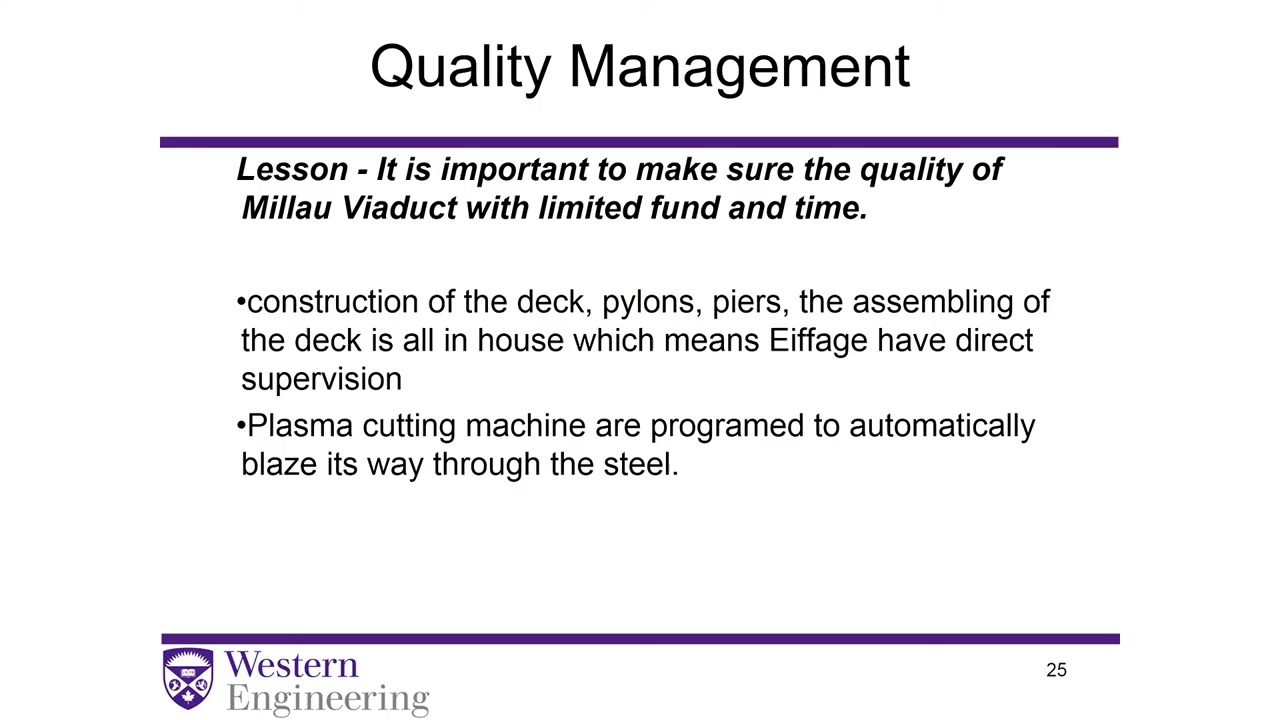 Quality Management
Lesson - It is important to make sure the quality of
Millau Viaduct with limited fund and time.
•construction of the deck, pylons, piers, the assembling of
the deck is all in house which means Eiffage have direct
supervision
•Plasma cutting machine are programed to automatically
blaze its way through the steel.
Western
Engineering
25